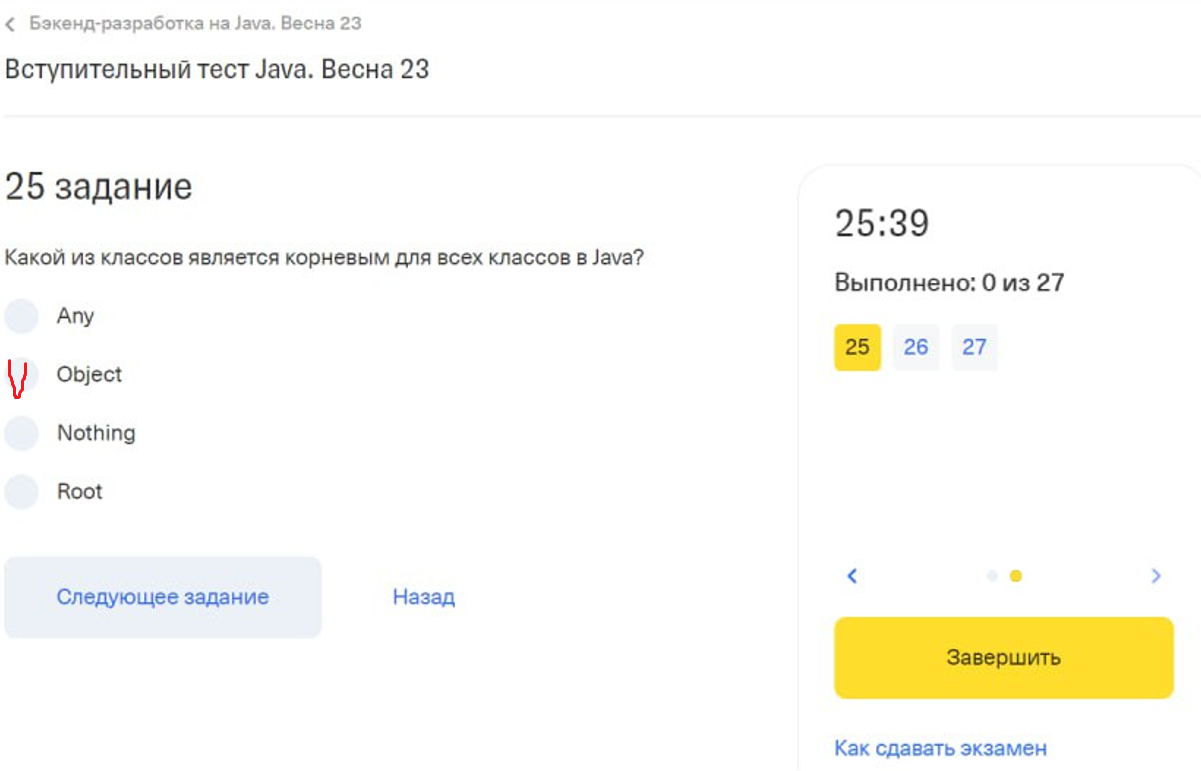 Бэкенд-разработка на Java. Весна 23
Вступительный тест Java. Весна 23
25 задание
Какой из классов является корневым для всех классов в Java?
Any
Object
Nothing
Root
Следующее задание
Назад
25:39
Выполнено: 0 из 27
25 26 27
Завершить
Как сдавать экзамен